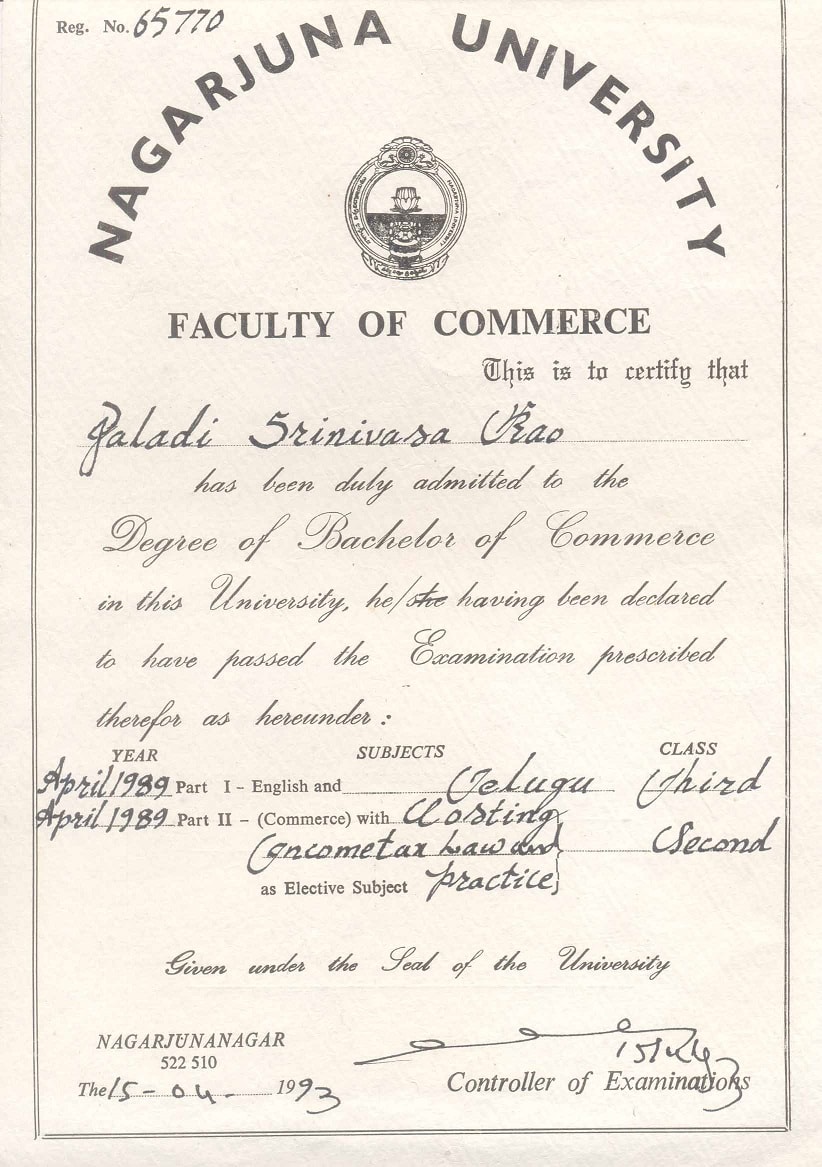 Reg. No. 65770
NAGARJUNA UNIVERSITY
FACULTY OF COMMERCE
This is to certify that
Paladi Srinivasa Rao
has been duly admitted to the
Degree of Bachelor of Commerce
in this University, he/she having been declared
to have passed the Examination prescribed
therefor as hereunder :
YEAR SUBJECTS CLASS
April 1989 Part I - English and Telugu Third
April 1989 Part II - (Commerce) with Costing
Incometax Law and Second
as Elective Subject practice
Given under the Seal of the University
NAGARJUNANAGAR
522 510
The 15-04- 1993
Controller of Examinations